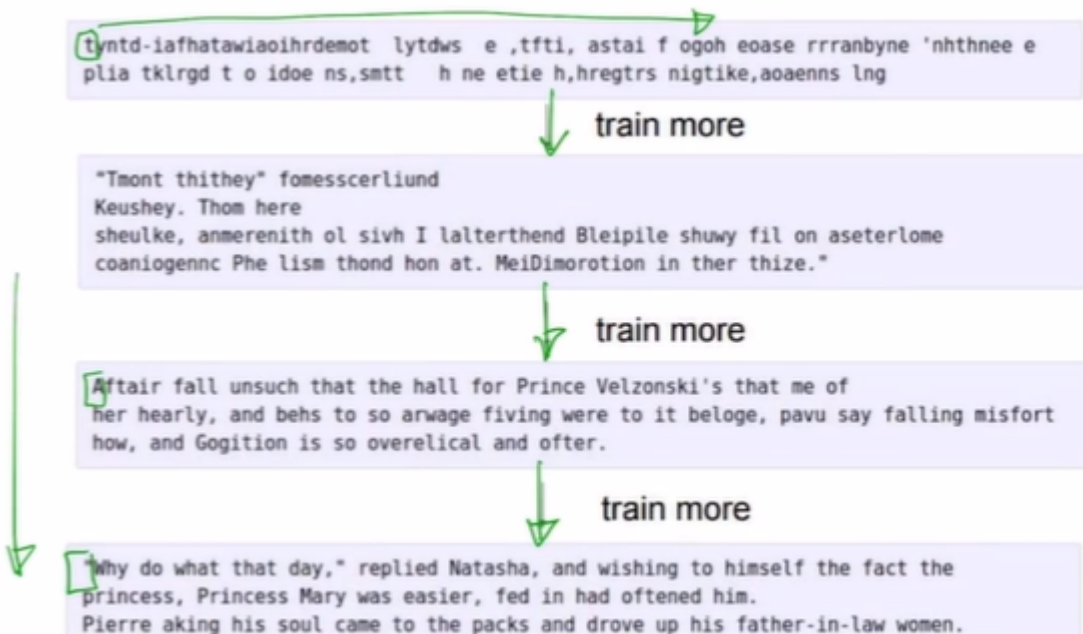 tyntd-iafhatawiaoihrdemot  lytdws  e ,tfti, astai f ogoh eoase rrranbyne 'nhthnee e
plia tklrgd t o idoe ns,smtt   h ne etie h,hregtrs nigtike,aoaenns lng
train more
"Tmont thithey" fomesscerliund
Keushey. Thom here
sheulke, anmerenith ol sivh I lalterthend Bleipile shuwy fil on aseterlome
coaniogennc Phe lism thond hon at. MeiDimorotion in ther thize."
train more
Aftair fall unsuch that the hall for Prince Velzonski's that me of
her hearly, and behs to so arwage fiving were to it beloge, pavu say falling misfort
how, and Gogition is so overelical and ofter.
train more
"Why do what that day," replied Natasha, and wishing to himself the fact the
princess, Princess Mary was easier, fed in had oftened him.
Pierre aking his soul came to the packs and drove up his father-in-law women.